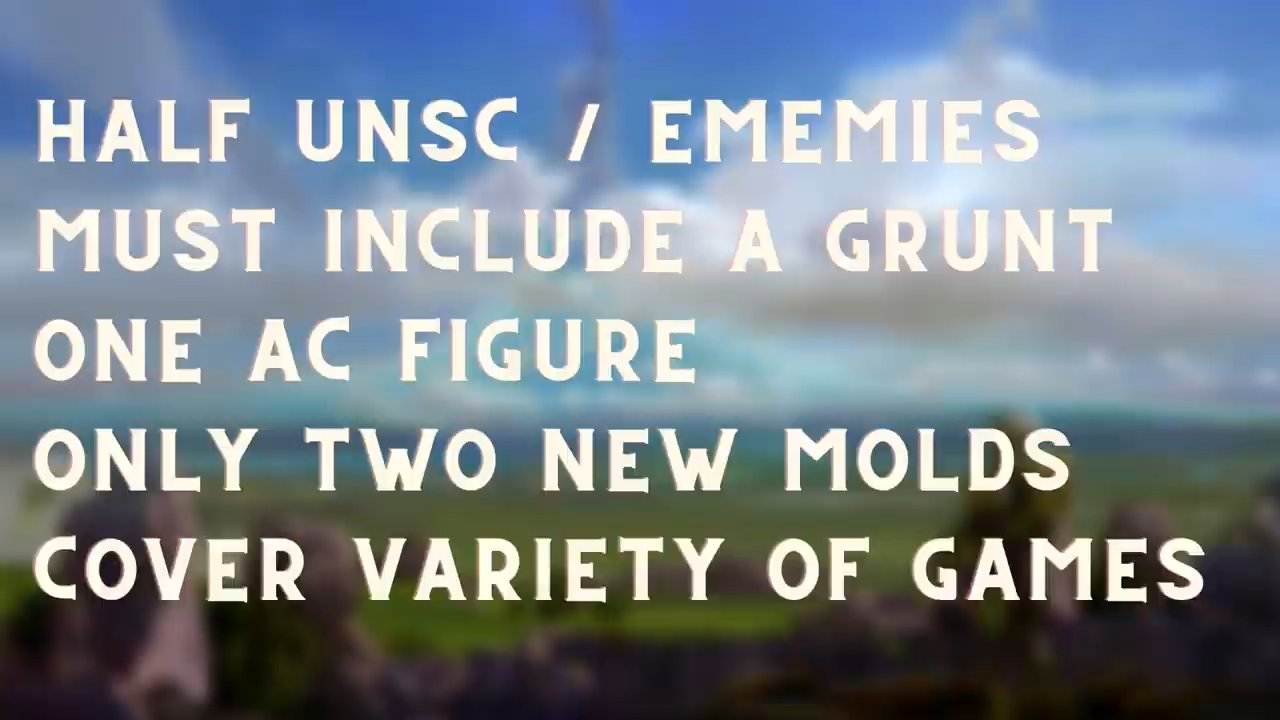 HALF UNSC / EMEMIES
MUST INCLUDE A GRUNT
ONE AC FIGURE
ONLY TWO NEW MOLDS
COVER VARIETY OF GAMES